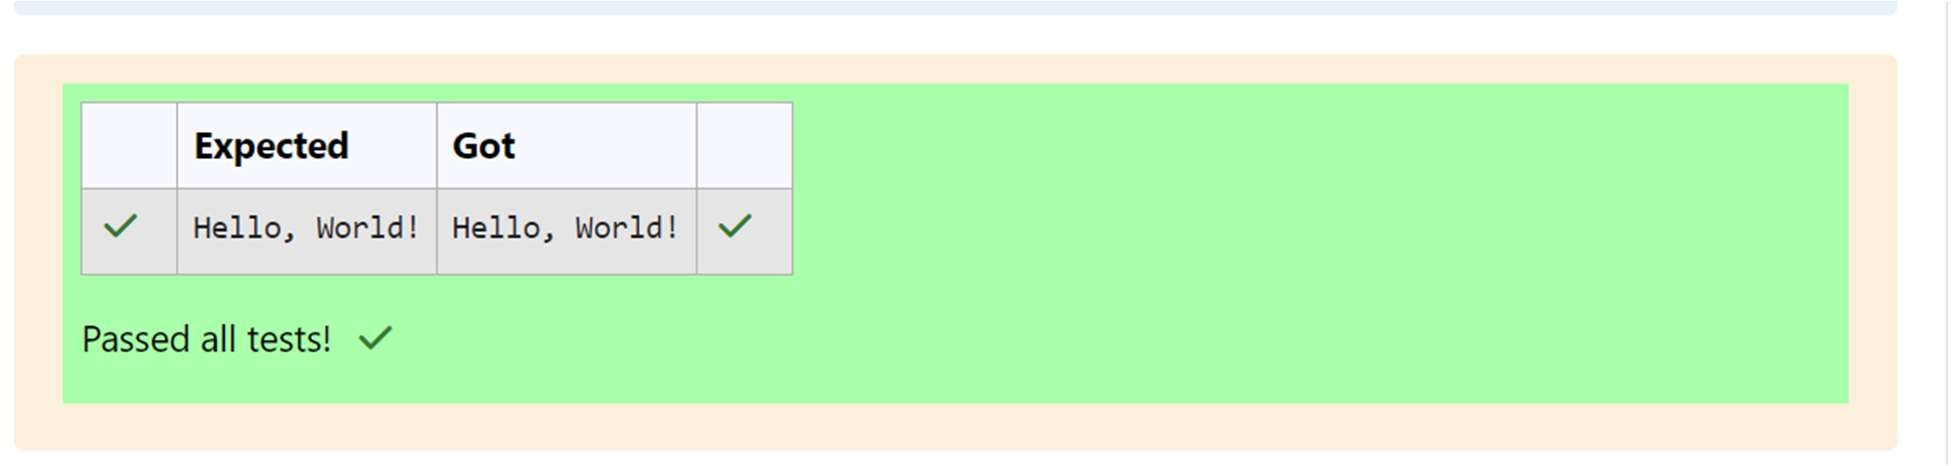 Expected Got
Hello, World! Hello, World!
Passed all tests!